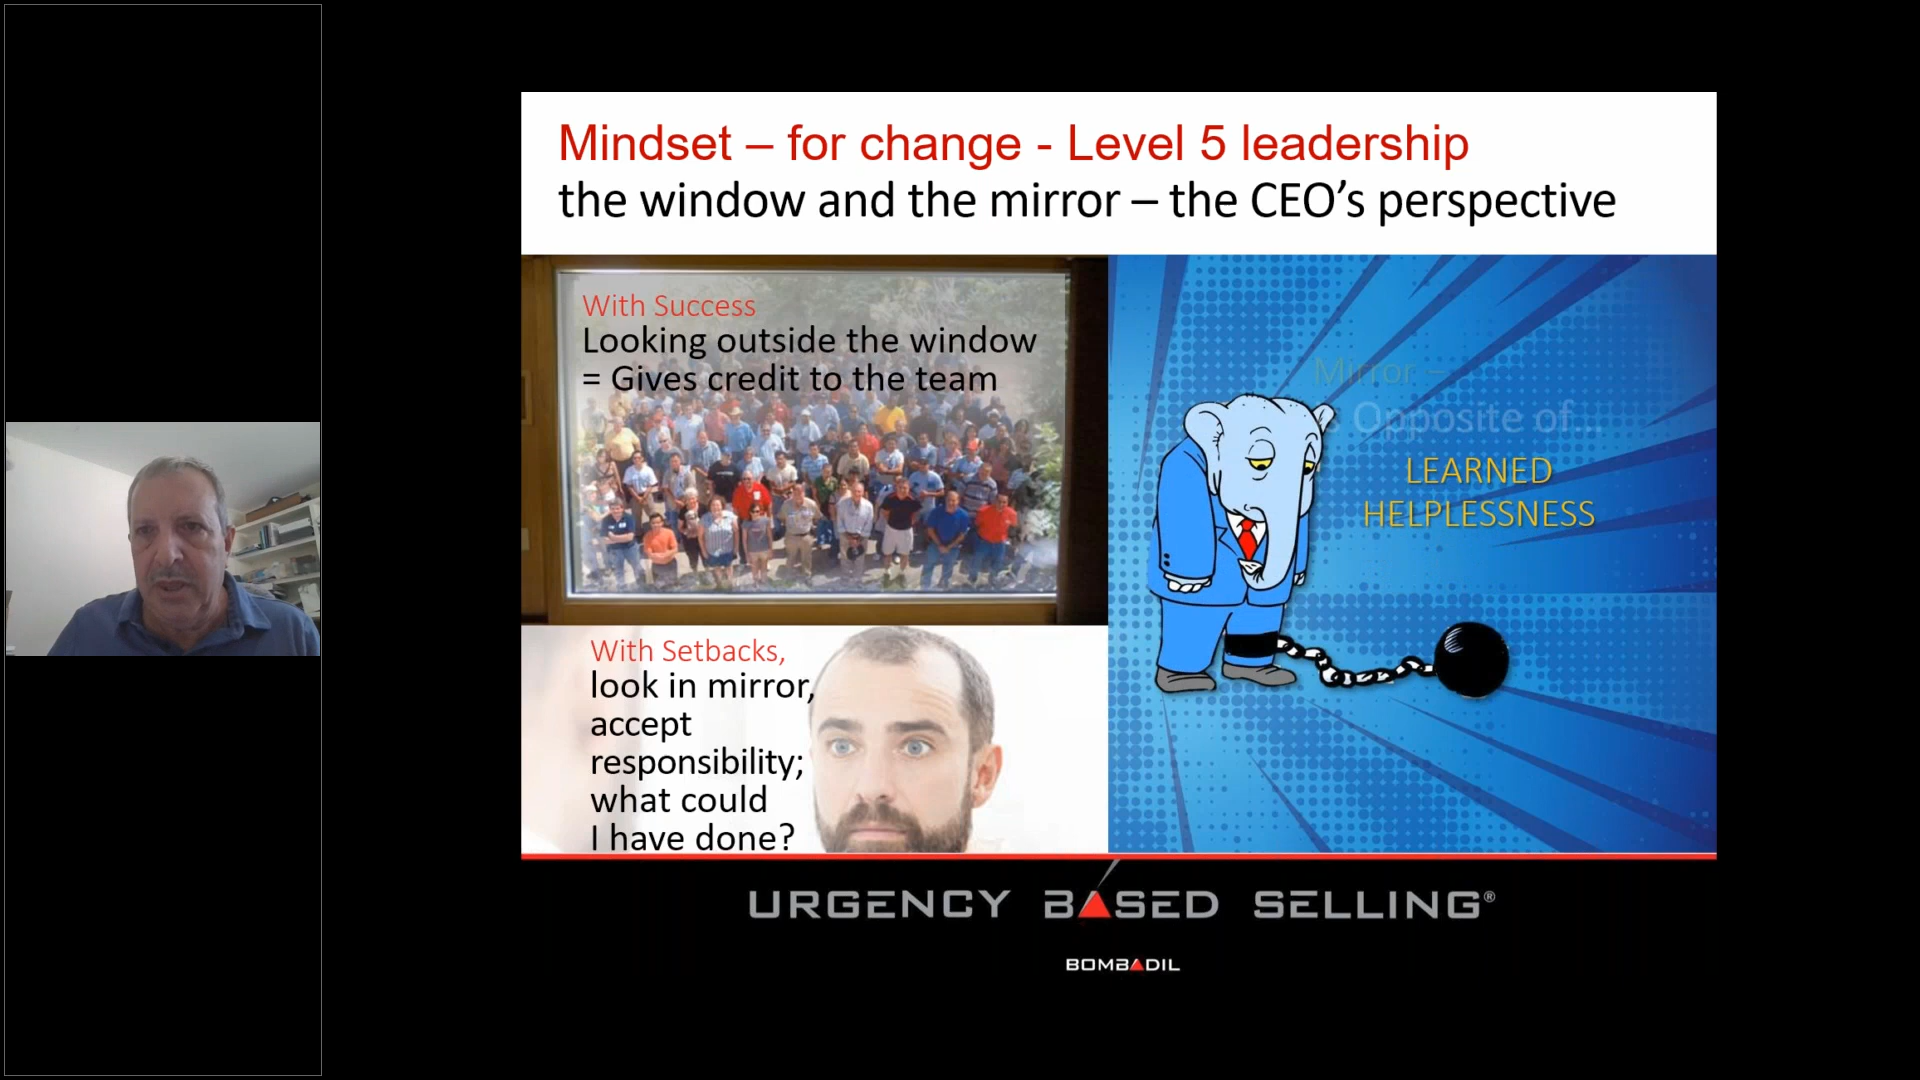 Mindset – for change - Level 5 leadership
the window and the mirror – the CEO’s perspective
With Success
Looking outside the window
= Gives credit to the team
With Setbacks,
look in mirror,
accept
responsibility;
what could
I have done?
Mirror –
Opposite of...
LEARNED
HELPLESSNESS
URGENCY BASED SELLING®
BOMBADIL